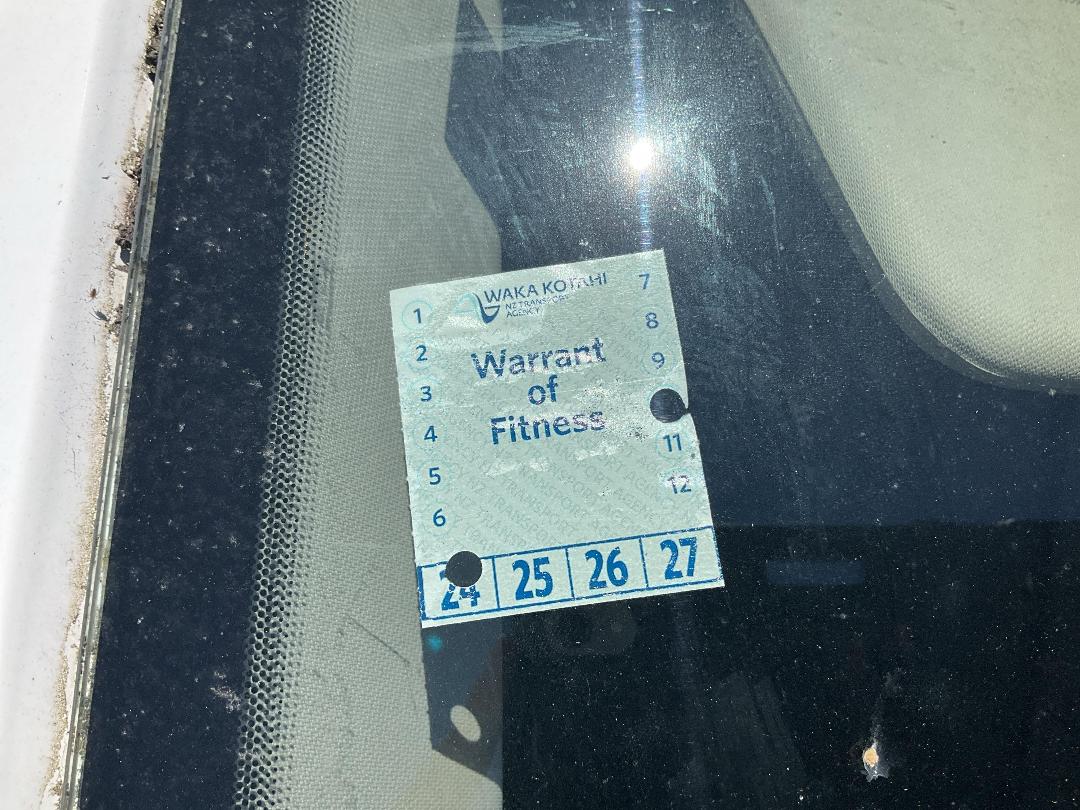 WAKA KOTAHI
NZ TRANSPORT
AGENCY
Warrant
of
Fitness
1
2
3
4
5
6
7
8
9
11
12
24 25 26 27